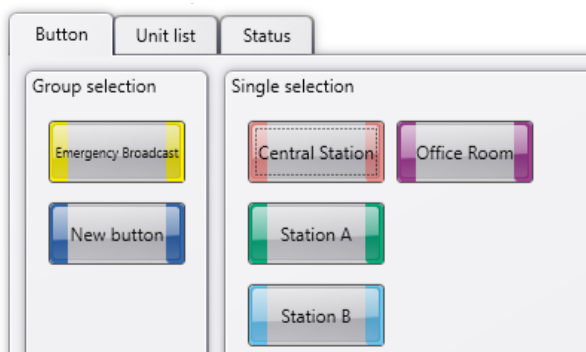 Button
Unit list
Status
Group selection
Emergency Broadcast
New button
Single selection
Central Station
Office Room
Station A
Station B